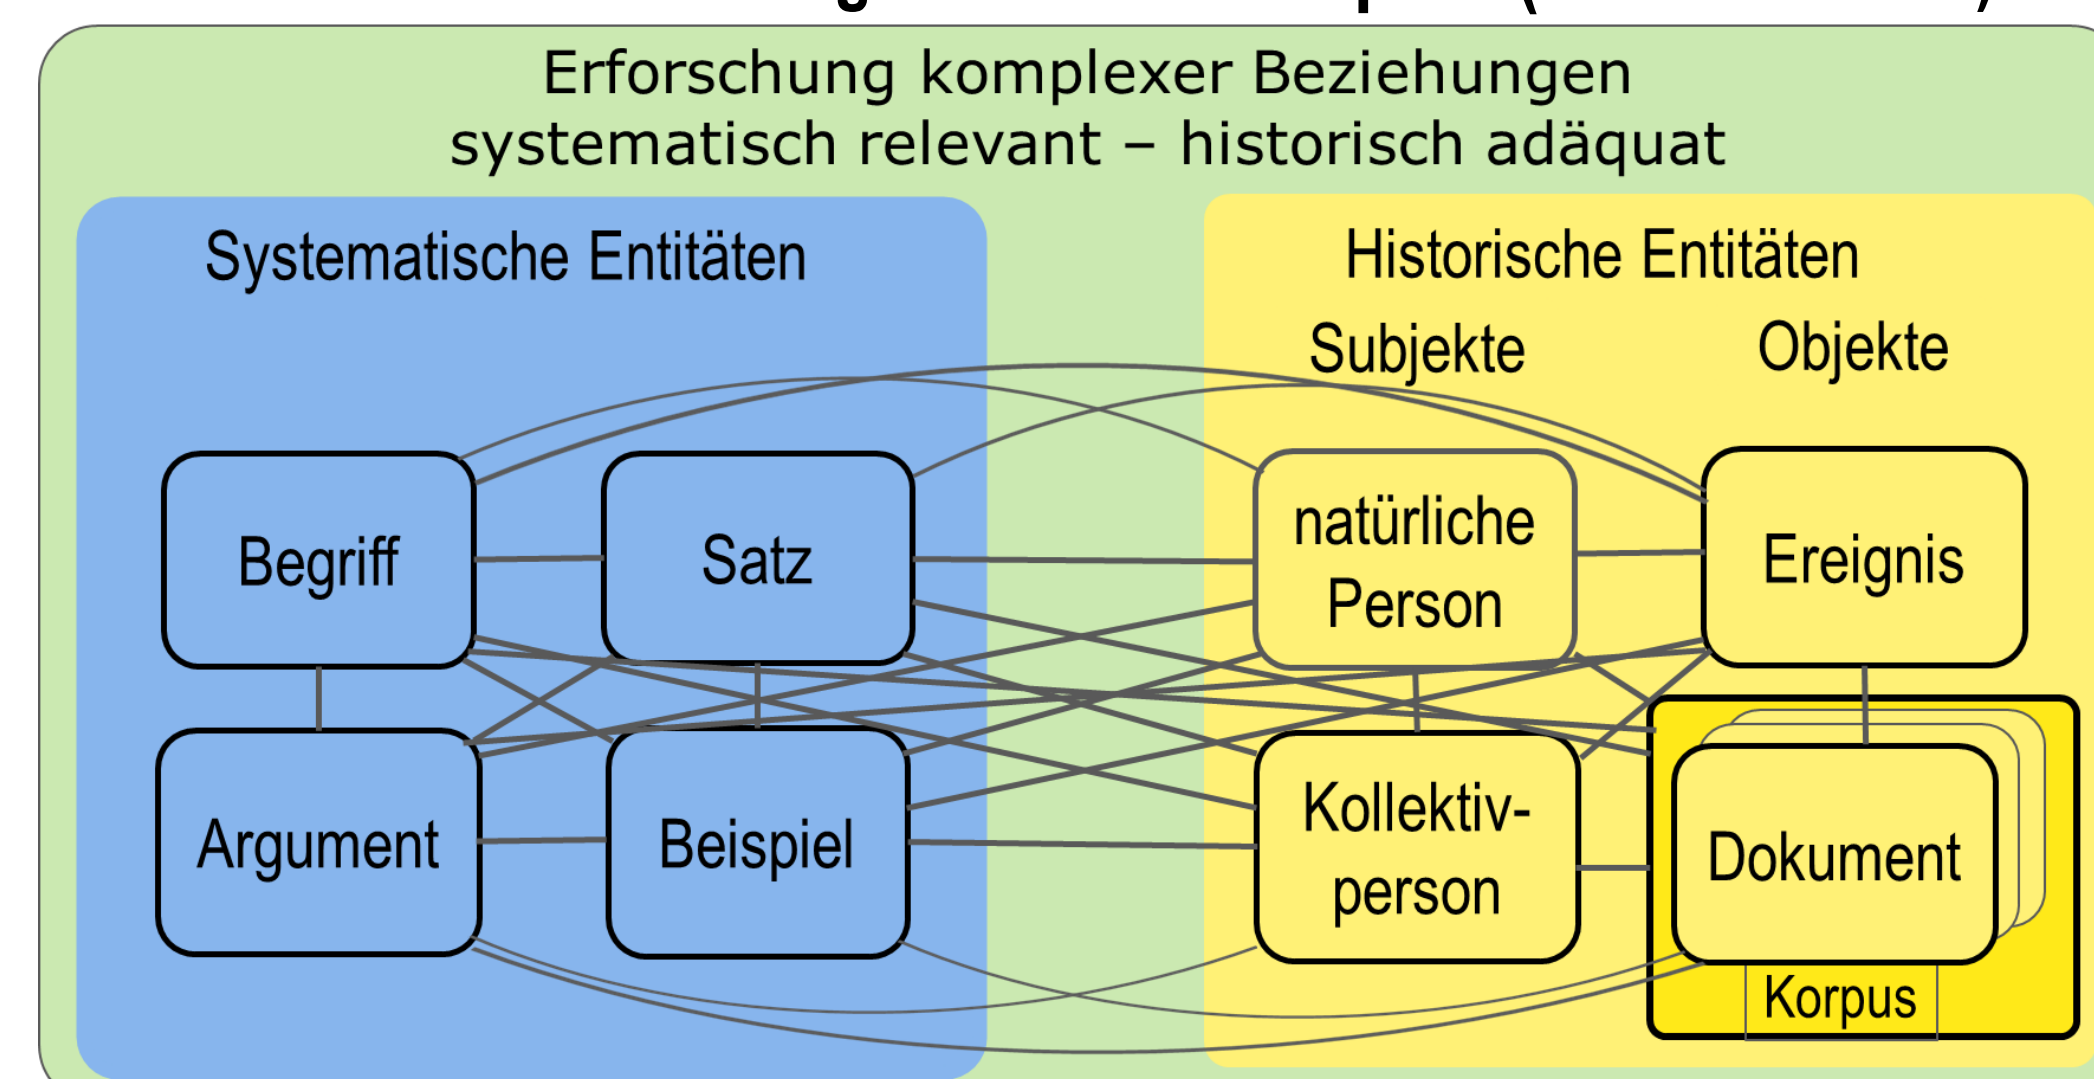 Erforschung komplexer Beziehungen
systematisch relevant – historisch adäquat
Systematische Entitäten
Historische Entitäten
Subjekte
Objekte
Begriff
Satz
natürliche
Person
Ereignis
Argument
Beispiel
Kollektiv-
person
Dokument
Korpus